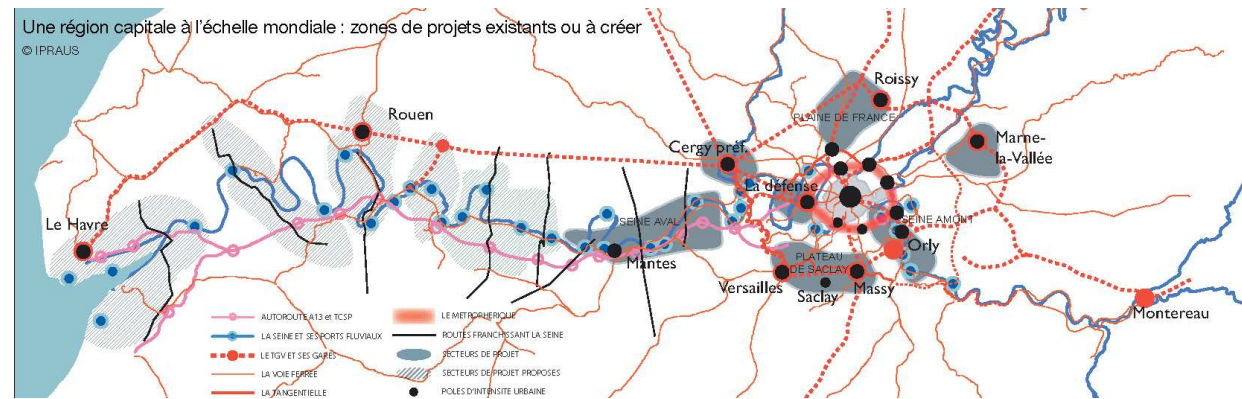 Une région capitale à l'échelle mondiale : zones de projets existants ou à créer
© IPRAUS
Roissy
PLAINE DE FRANCE
Rouen
Cergy préf.
Marne-
la-Vallée
La défense
Le Havre
SEINE AVAL
SEINE AMONT
Mantes
Orly
PLATEAU
DE SACLAY
Versailles
Saclay
Massy
Montereau
AUTOROUTE A13 et TCSP
LA SEINE ET SES PORTS FLUVIAUX
LE TGV ET SES GARES
LA VOIE FERREE
LA TANGENTIELLE
LE METROPHERIQUE
ROUTES FRANCHISSANT LA SEINE
SECTEURS DE PROJET
SECTEURS DE PROJET PROPOSES
POLES D'INTENSITE URBAINE